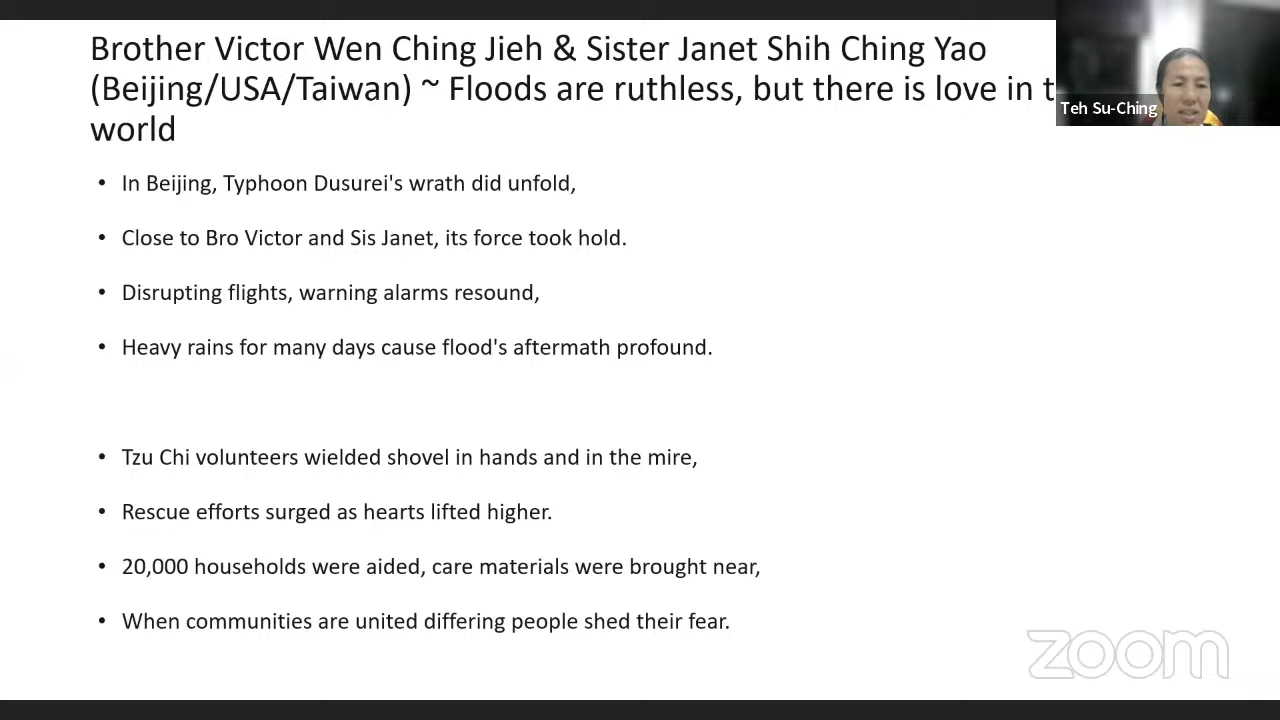 Brother Victor Wen Ching Jieh & Sister Janet Shih Ching Yao
(Beijing/USA/Taiwan) ~ Floods are ruthless, but there is love in t
world
Teh Su-Ching
• In Beijing, Typhoon Dusurei's wrath did unfold,
• Close to Bro Victor and Sis Janet, its force took hold.
• Disrupting flights, warning alarms resound,
• Heavy rains for many days cause flood's aftermath profound.
• Tzu Chi volunteers wielded shovel in hands and in the mire,
• Rescue efforts surged as hearts lifted higher.
• 20,000 households were aided, care materials were brought near,
• When communities are united differing people shed their fear.
zoom